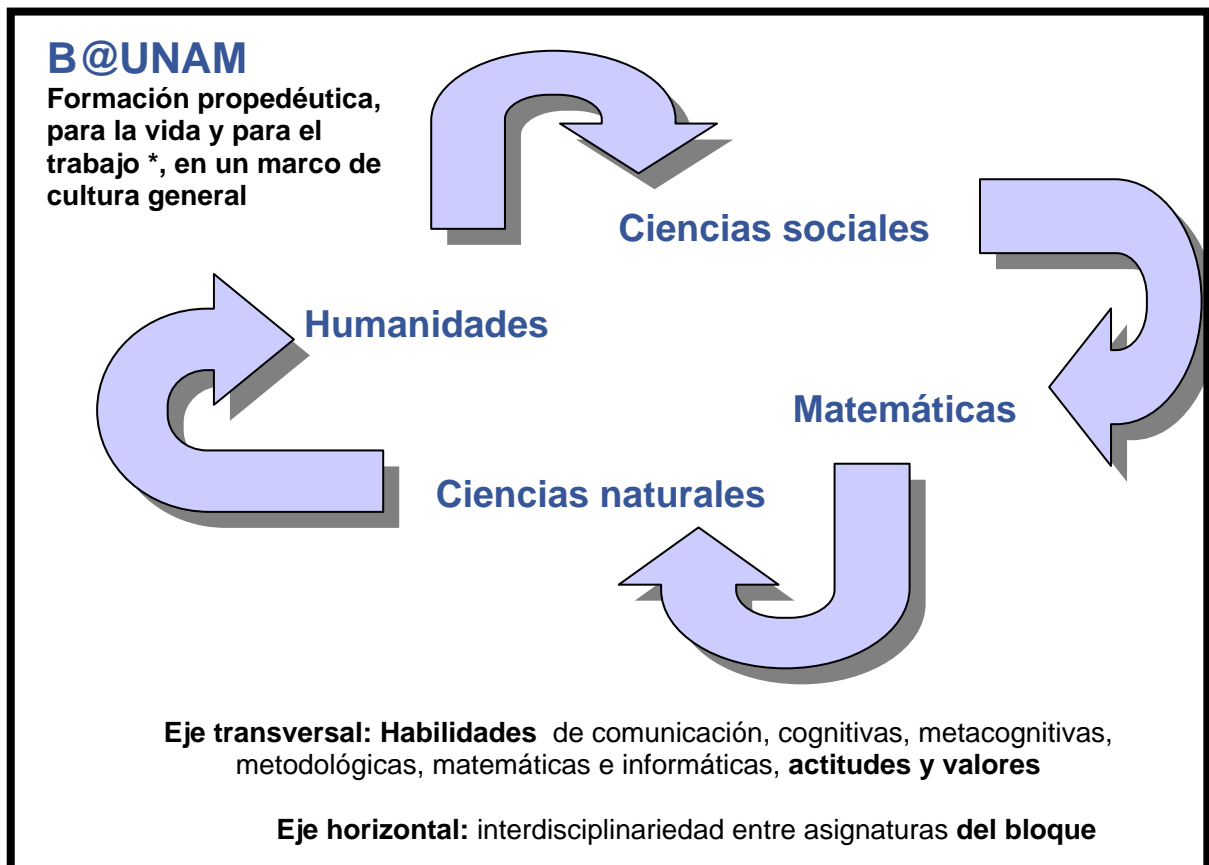 B@UNAM
Formación propedéutica,
para la vida y para el
trabajo *, en un marco de
cultura general
Ciencias sociales
Humanidades
Matemáticas
Ciencias naturales
Eje transversal: Habilidades de comunicación, cognitivas, metacognitivas,
metodológicas, matemáticas e informáticas, actitudes y valores
Eje horizontal: interdisciplinariedad entre asignaturas del bloque